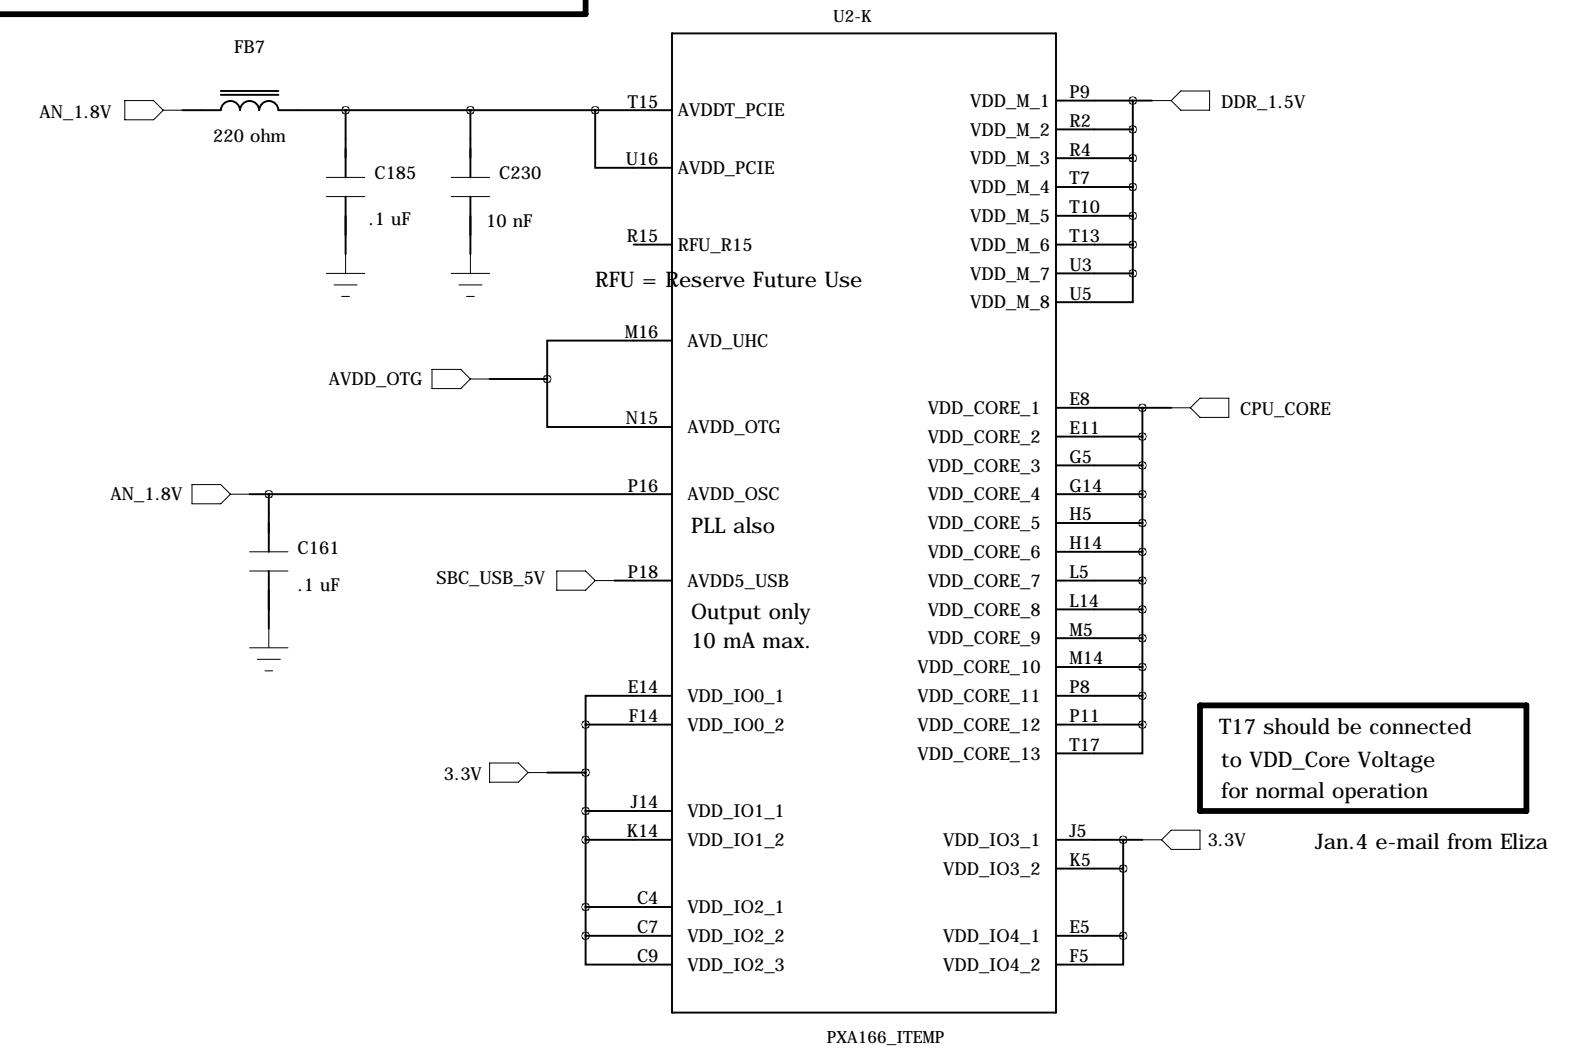 U2-K
FB7
AN_1.8V
220 ohm
C185
.1 uF
C230
10 nF
T15 AVDDT_PCIE
U16 AVDD_PCIE
R15 RFU_R15
RFU = Reserve Future Use
M16 AVD_UHC
AVDD_OTG
N15 AVDD_OTG
AN_1.8V
P16 AVDD_OSC
PLL also
C161
.1 uF
SBC_USB_5V
P18 AVDD5_USB
Output only
10 mA max.
E14 VDD_IO0_1
F14 VDD_IO0_2
3.3V
J14 VDD_IO1_1
K14 VDD_IO1_2
C4 VDD_IO2_1
C7 VDD_IO2_2
C9 VDD_IO2_3
VDD_M_1 P9
DDR_1.5V
VDD_M_2 R2
VDD_M_3 R4
VDD_M_4 T7
VDD_M_5 T10
VDD_M_6 T13
VDD_M_7 U3
VDD_M_8 U5
VDD_CORE_1 E8
CPU_CORE
VDD_CORE_2 E11
VDD_CORE_3 G5
VDD_CORE_4 G14
VDD_CORE_5 H5
VDD_CORE_6 H14
VDD_CORE_7 L5
VDD_CORE_8 L14
VDD_CORE_9 M5
VDD_CORE_10 M14
VDD_CORE_11 P8
VDD_CORE_12 P11
VDD_CORE_13 T17
T17 should be connected
to VDD_Core Voltage
for normal operation
VDD_IO3_1 J5
3.3V
Jan.4 e-mail from Eliza
VDD_IO3_2 K5
VDD_IO4_1 E5
VDD_IO4_2 F5
PXA166_ITEMP